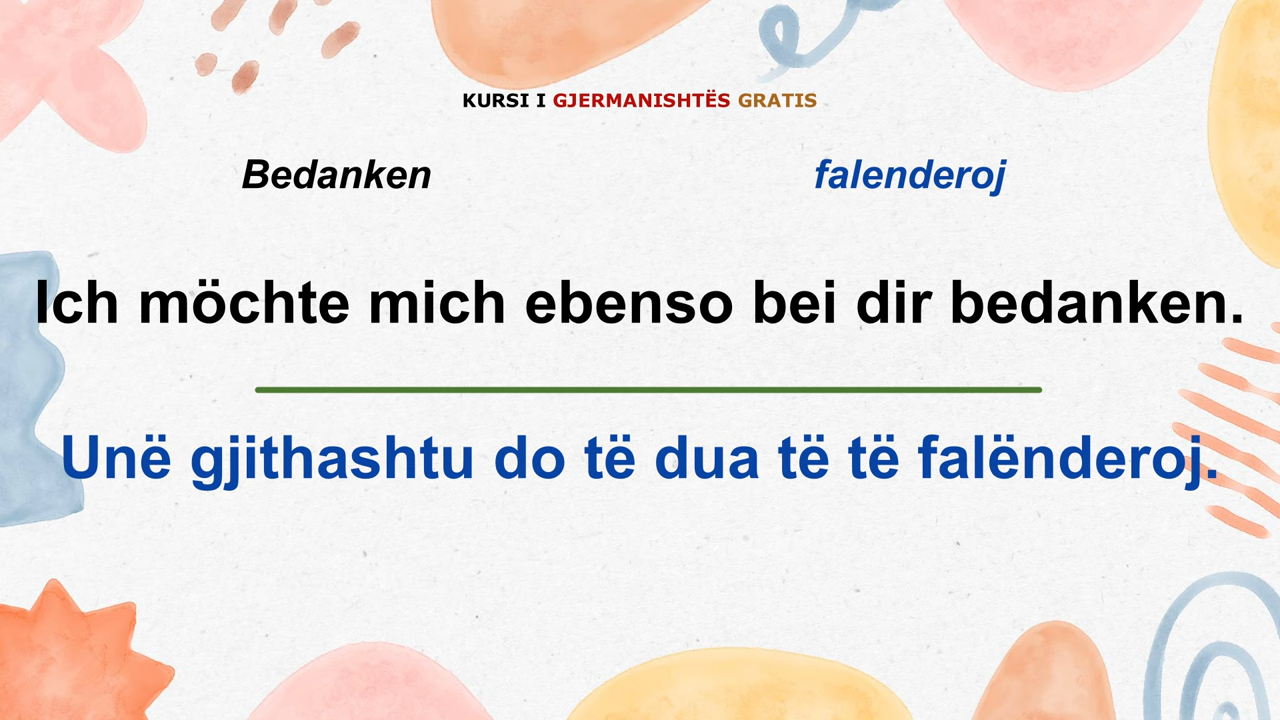 KURSI I GJERMANISHTËS GRATIS
Bedanken falenderoj
Ich möchte mich ebenso bei dir bedanken.
Unë gjithashtu do të dua të të falënderoj.